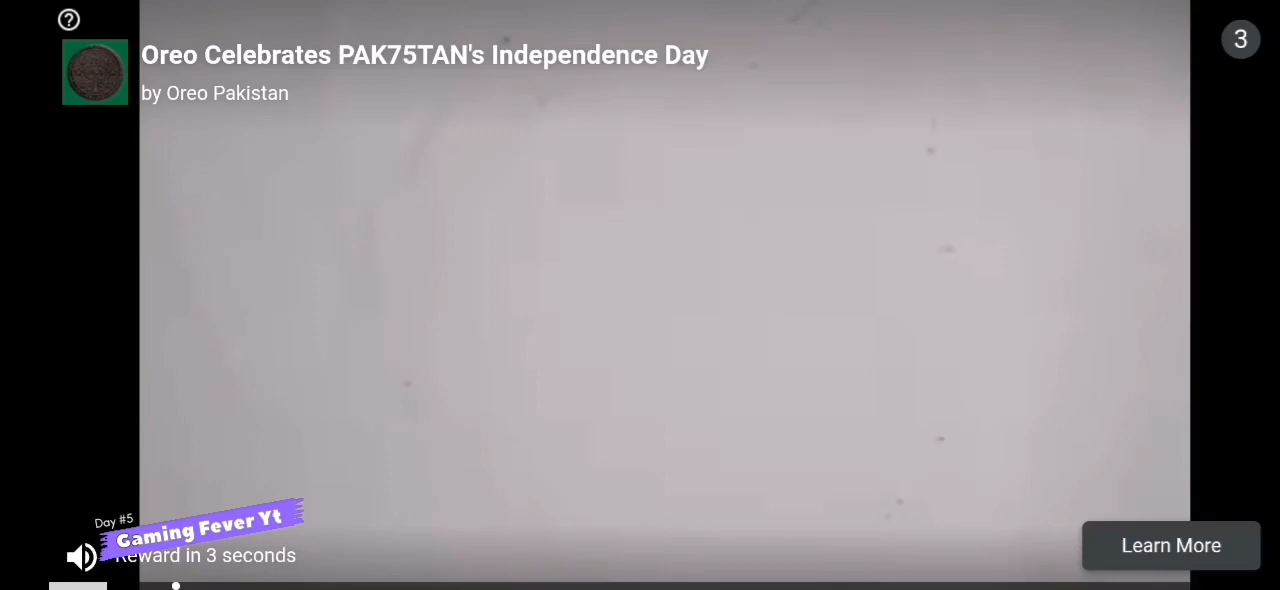 ?
Oreo Celebrates PAK75TAN's Independence Day
by Oreo Pakistan
3
Day #5
Gaming Fever Yt
Reward in 3 seconds
Learn More